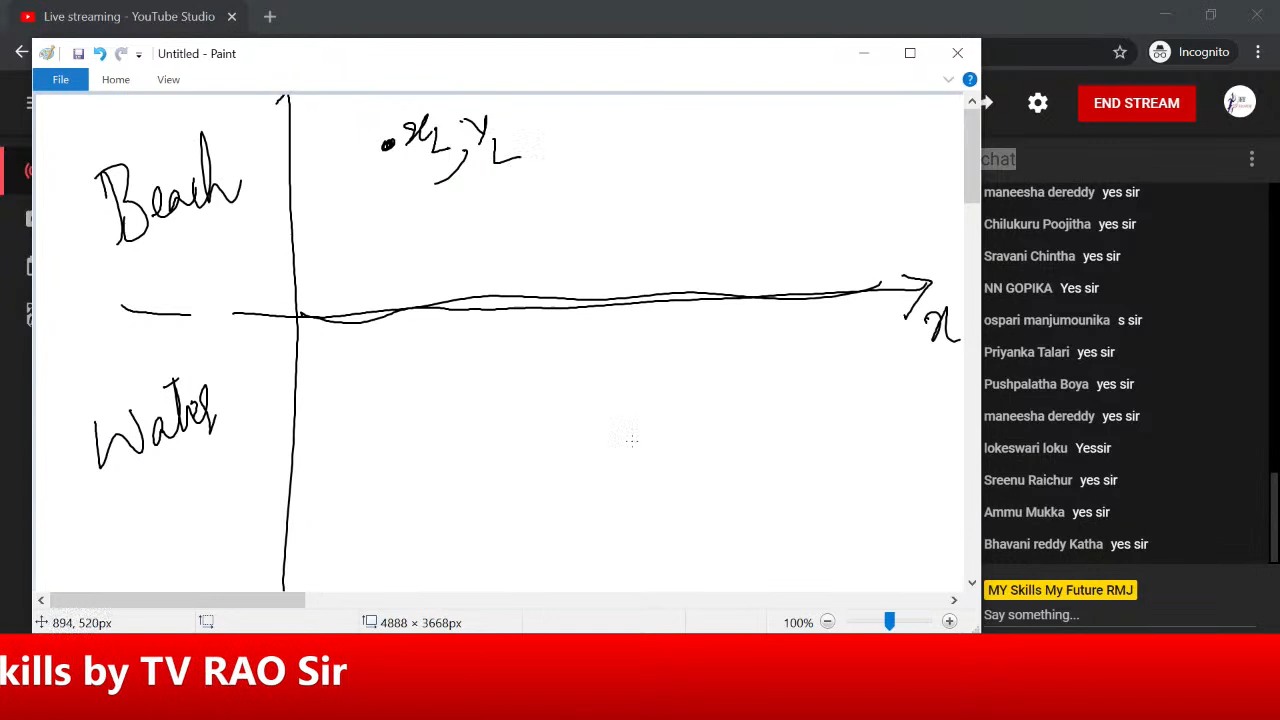 Live streaming - YouTube Studio
Incognito
Untitled - Paint
File Home View
END STREAM
chat
Beach
x_L, y_L
x
Water
maneesha dereddy yes sir
Chilukuru Poojitha yes sir
Sravani Chintha yes sir
NN GOPIKA Yes sir
ospari manjumounika s sir
Priyanka Talari yes sir
Pushpalatha Boya yes sir
maneesha dereddy yes sir
lokeswari loku Yessir
Sreenu Raichur yes sir
Ammu Mukka yes sir
Bhavani reddy Katha yes sir
MY Skills My Future RMJ
Say something...
894, 520px 4888 × 3668px 100%
kills by TV RAO Sir